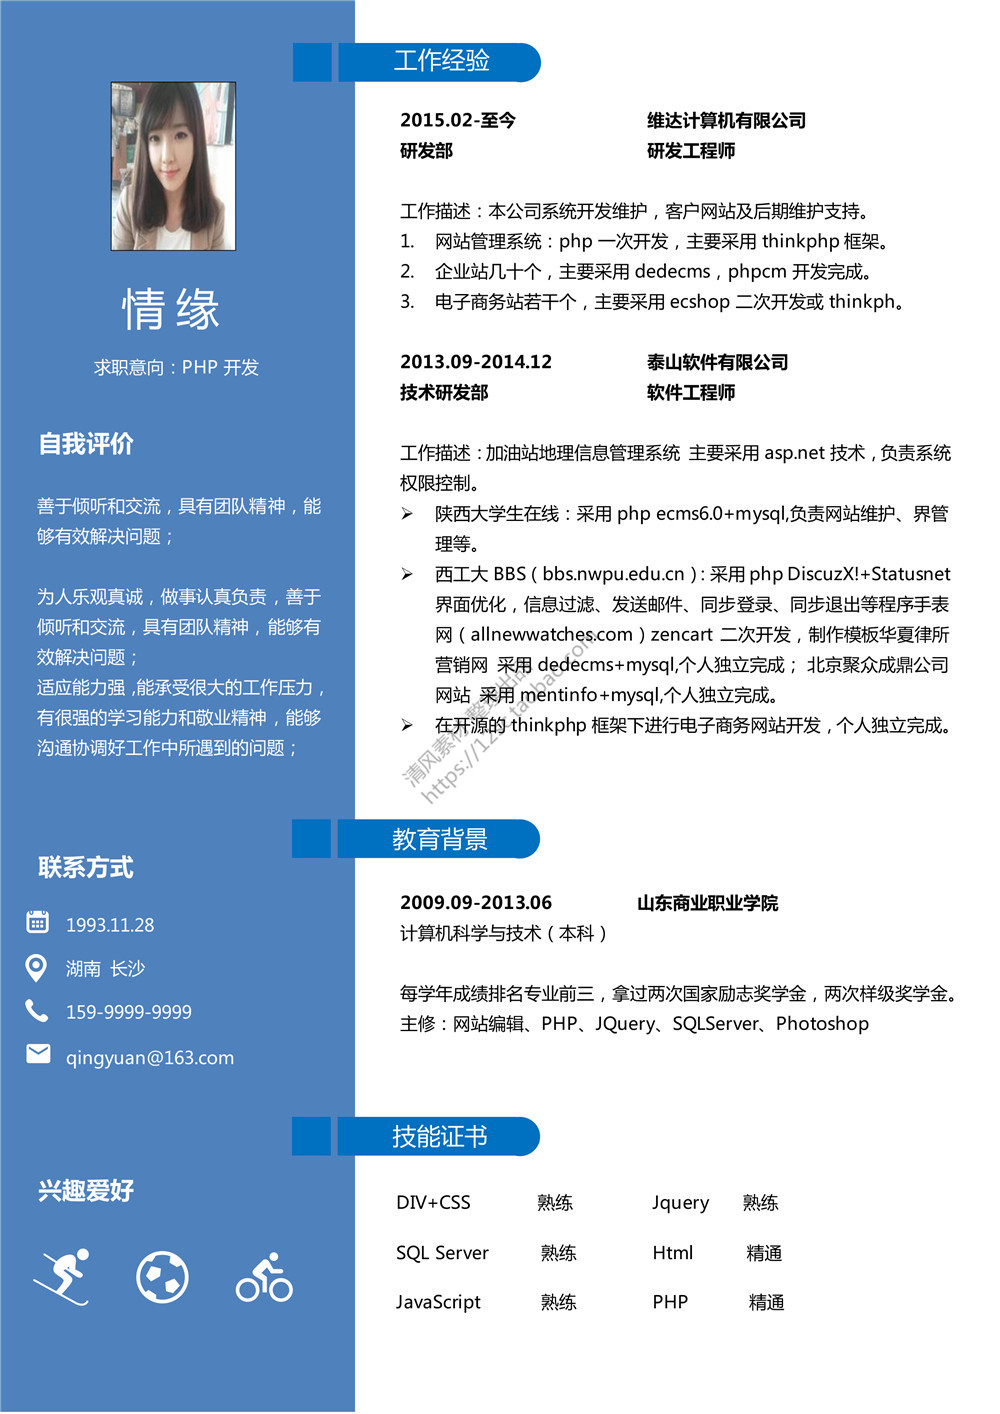 情缘
求职意向：PHP 开发
自我评价
善于倾听和交流，具有团队精神，能
够有效解决问题；
为人乐观真诚，做事认真负责，善于
倾听和交流，具有团队精神，能够有
效解决问题；
适应能力强，能承受很大的工作压力，
有很强的学习能力和敬业精神，能够
沟通协调好工作中所遇到的问题；
联系方式
1993.11.28
湖南 长沙
159-9999-9999
qingyuan@163.com
兴趣爱好
工作经验
2015.02-至今 维达计算机有限公司
研发部 研发工程师
工作描述：本公司系统开发维护，客户网站及后期维护支持。
1. 网站管理系统：php 一次开发，主要采用 thinkphp 框架。
2. 企业站几十个，主要采用 dedecms，phpcm 开发完成。
3. 电子商务站若干个，主要采用 ecshop 二次开发或 thinkph。
2013.09-2014.12 泰山软件有限公司
技术研发部 软件工程师
工作描述：加油站地理信息管理系统 主要采用 asp.net 技术，负责系统
权限控制。
➢ 陕西大学生在线：采用 php ecms6.0+mysql,负责网站维护、界管
理等。
➢ 西工大 BBS（bbs.nwpu.edu.cn）：采用 php DiscuzX!+Statusnet
界面优化，信息过滤、发送邮件、同步登录、同步退出等程序手表
网（allnewwatches.com）zencart 二次开发，制作模板华夏律所
营销网 采用 dedecms+mysql,个人独立完成；北京聚众成鼎公司
网站 采用 mentinfo+mysql,个人独立完成。
➢ 在开源的 thinkphp 框架下进行电子商务网站开发，个人独立完成。
清风素材 整理出品
教育背景
2009.09-2013.06 山东商业职业学院
计算机科学与技术（本科）
每学年成绩排名专业前三，拿过两次国家励志奖学金，两次样级奖学金。
主修：网站编辑、PHP、JQuery、SQLServer、Photoshop
技能证书
DIV+CSS 熟练 Jquery 熟练
SQL Server 熟练 Html 精通
JavaScript 熟练 PHP 精通